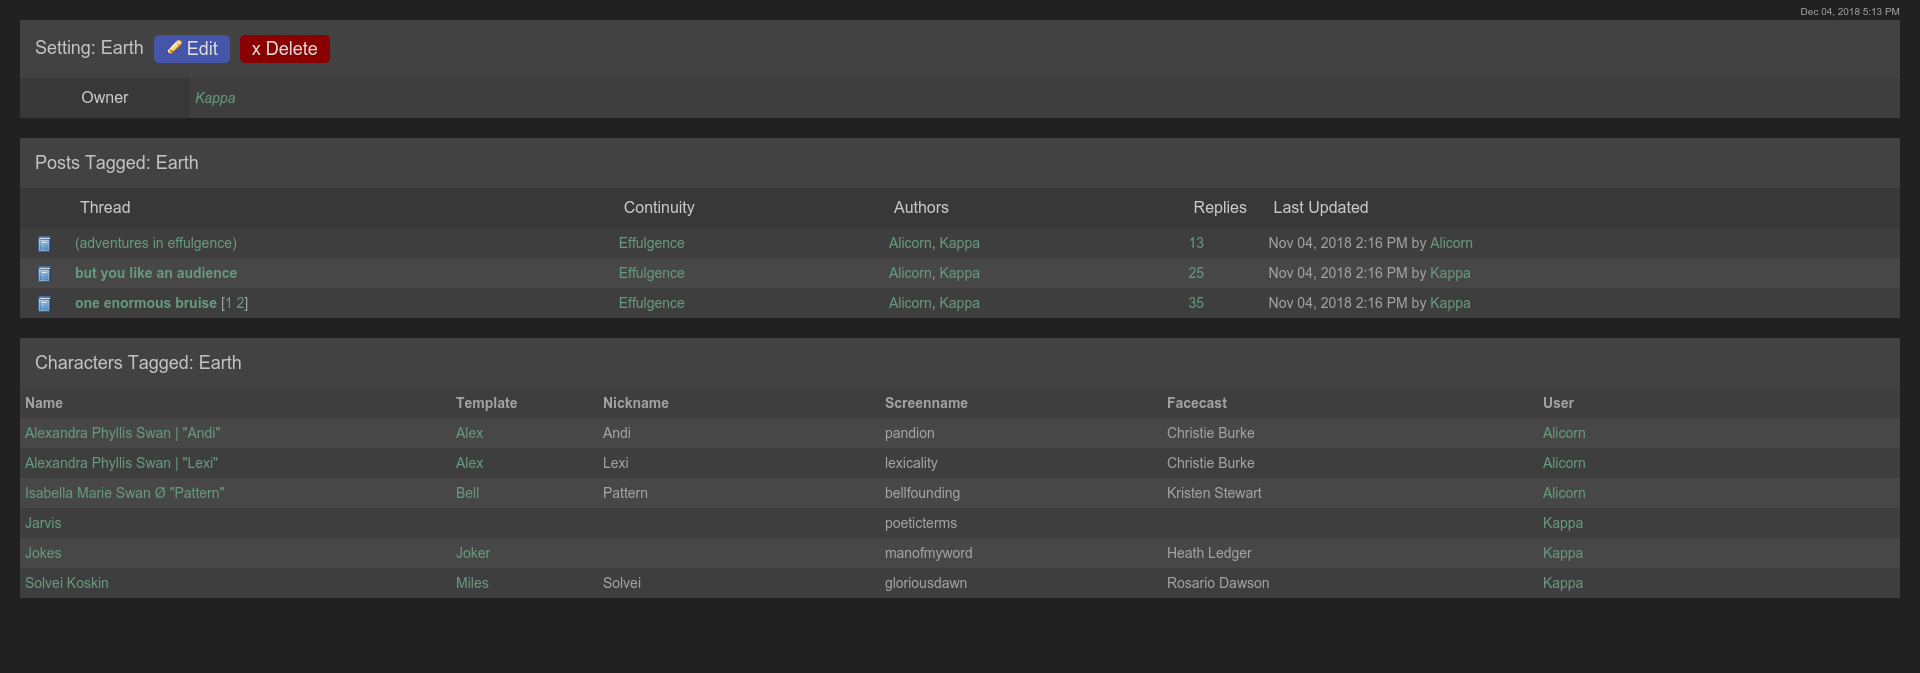 Dec 04, 2018 5:13 PM
Setting: Earth Edit x Delete
Owner Kappa
Posts Tagged: Earth
Thread Continuity Authors Replies Last Updated
(adventures in effulgence) Effulgence Alicorn, Kappa 13 Nov 04, 2018 2:16 PM by Alicorn
but you like an audience Effulgence Alicorn, Kappa 25 Nov 04, 2018 2:16 PM by Kappa
one enormous bruise [1 2] Effulgence Alicorn, Kappa 35 Nov 04, 2018 2:16 PM by Kappa
Characters Tagged: Earth
Name Template Nickname Screenname Facecast User
Alexandra Phyllis Swan | "Andi" Alex Andi pandion Christie Burke Alicorn
Alexandra Phyllis Swan | "Lexi" Alex Lexi lexicality Christie Burke Alicorn
Isabella Marie Swan Ø "Pattern" Bell Pattern bellfounding Kristen Stewart Alicorn
Jarvis poeticterms Kappa
Jokes Joker manofmyword Heath Ledger Kappa
Solvei Koskin Miles Solvei gloriousdawn Rosario Dawson Kappa